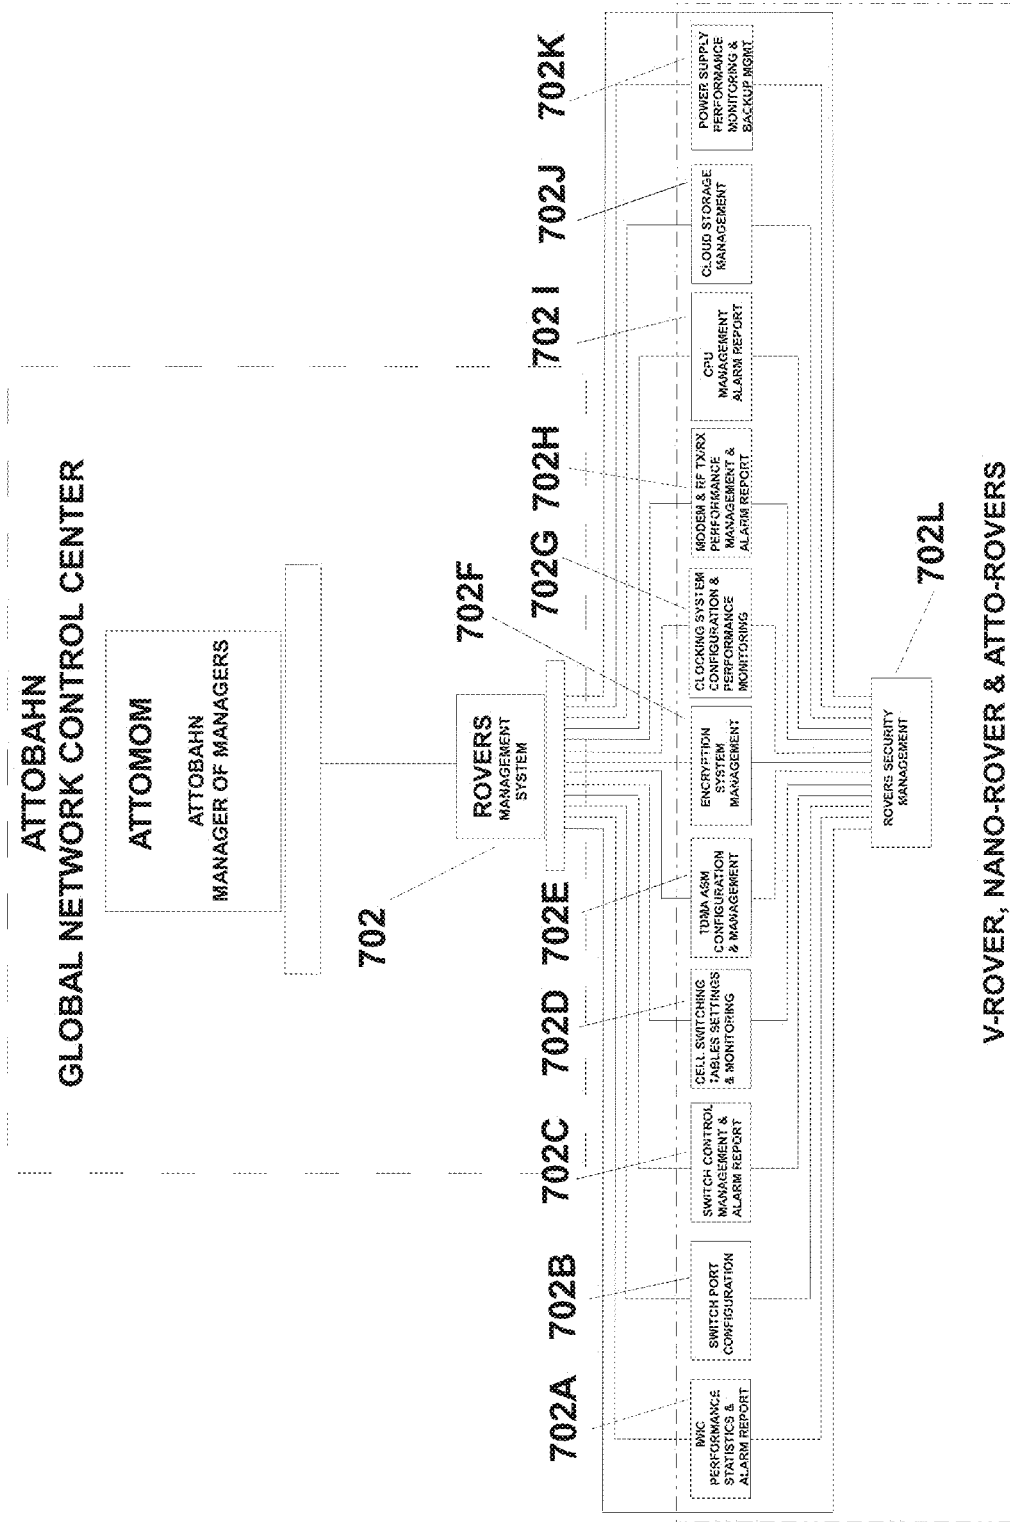 ATTOBAHN
GLOBAL NETWORK CONTROL CENTER
ATTOMOM
ATTOBAHN
MANAGER OF MANAGERS
702
ROVERS
MANAGEMENT
SYSTEM
702A
702B
702C
702D
702E
702F
702G
702H
702 I
702J
702K
IWIC
PERFORMANCE
STATISTICS &
ALARM REPORT
SWITCH PORT
CONFIGURATION
SWITCH CONTROL
MANAGEMENT &
ALARM REPORT
CELL SWITCHING
TABLES SETTINGS
& MONITORING
TDMA ASM
CONFIGURATION
& MANAGEMENT
ENCRYPTION
SYSTEM
MANAGEMENT
CLOCKING SYSTEM
CONFIGURATION &
PERFORMANCE
MONITORING
MODEM & RF TX/RX
PERFORMANCE
MANAGEMENT &
ALARM REPORT
CPU
MANAGEMENT
ALARM REPORT
CLOUD STORAGE
MANAGEMENT
POWER SUPPLY
PERFORMANCE
MONITORING &
BACKUP MGMT
ROVERS SECURITY
MANAGEMENT
702L
V-ROVER, NANO-ROVER & ATTO-ROVERS